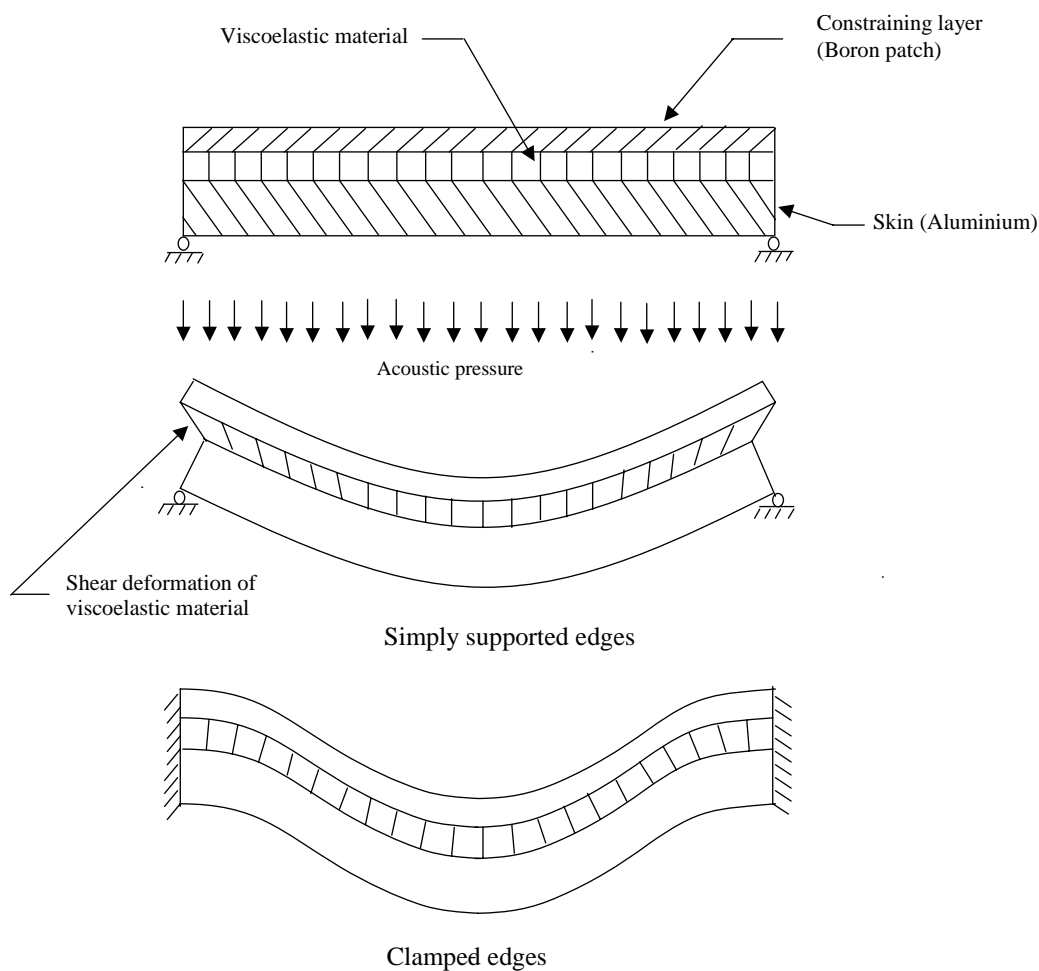 Viscoelastic material
Constraining layer
(Boron patch)
Skin (Aluminium)
Acoustic pressure
Shear deformation of
viscoelastic material
Simply supported edges
Clamped edges